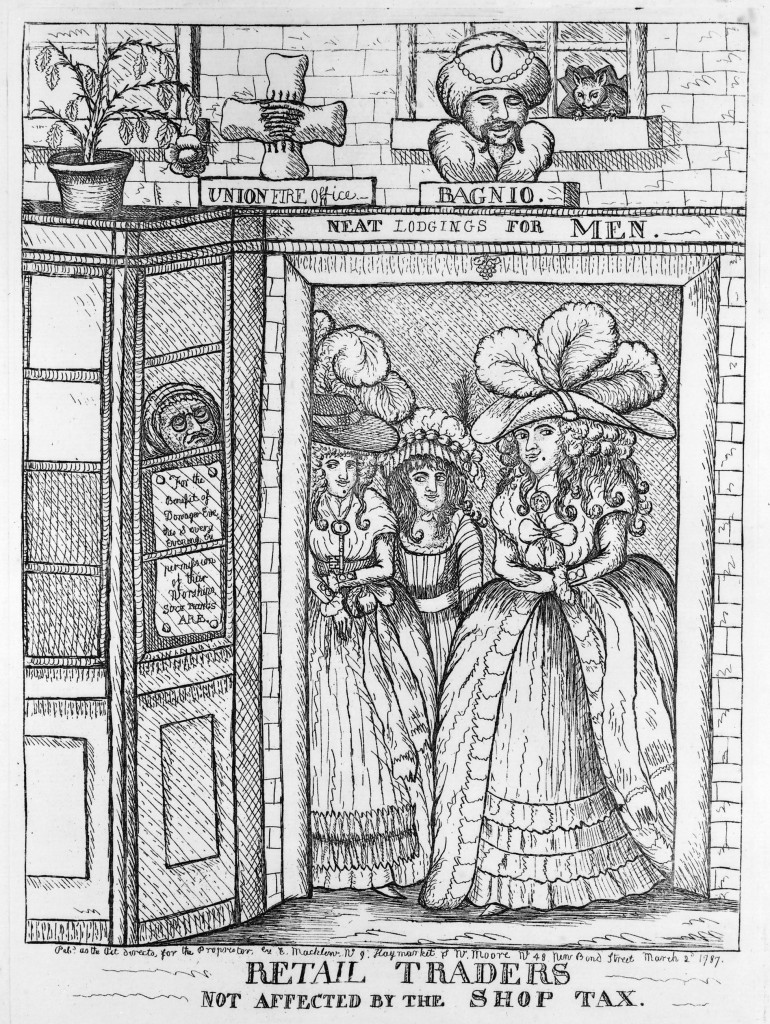 UNION FIRE office
BAGNIO.
NEAT LODGINGS FOR MEN.
For the
Benefit of
Dowager Eve
every
Evening by
permission
of their
Worships
SUCH THINGS
ARE.
Pub.d as the Act directs, for the Proprietor, by E. Macklew No 9, Haymarket, & W. Moore No 48 New Bond Street March 2d 1787.
RETAIL TRADERS
NOT AFFECTED BY THE SHOP TAX.